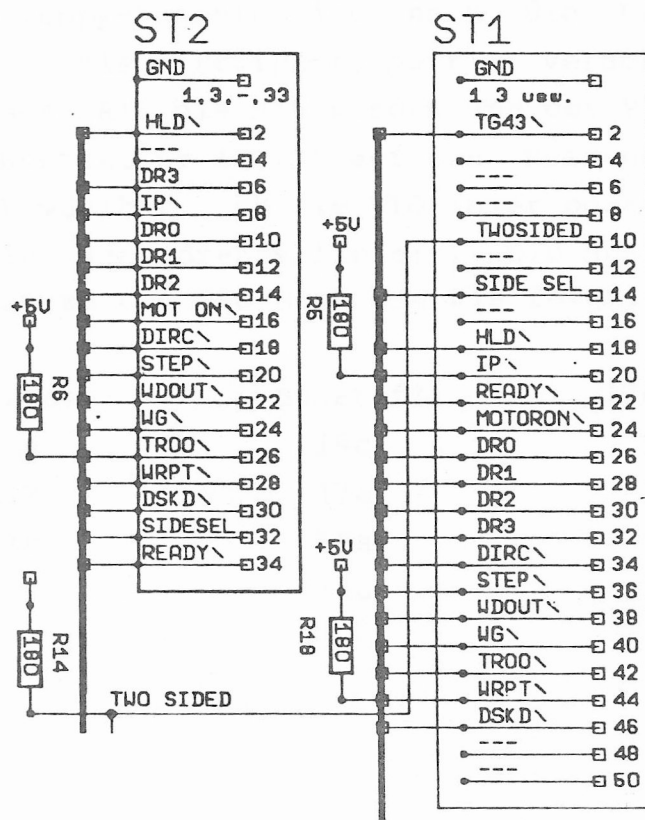 ST2
GND
1,3,-,33
HLD\ 2
--- 4
DR3 6
IP\ 8
DR0 10
DR1 12
DR2 14
MOT ON\ 16
DIRC\ 18
STEP\ 20
WDOUT\ 22
WG\ 24
TROO\ 26
WRPT\ 28
DSKD\ 30
SIDESEL 32
READY\ 34
+5V
R6
180
R14
180
TWO SIDED
ST1
GND
1 3 usw.
TG43\ 2
4
--- 6
--- 8
TWOSIDED 10
--- 12
SIDE SEL 14
--- 16
HLD\ 18
IP\ 20
READY\ 22
MOTORON\ 24
DR0 26
DR1 28
DR2 30
DR3 32
DIRC\ 34
STEP\ 36
WDOUT\ 38
WG\ 40
TROO\ 42
WRPT\ 44
DSKD\ 46
--- 48
--- 50
+5V
R5
180
+5V
R18
180